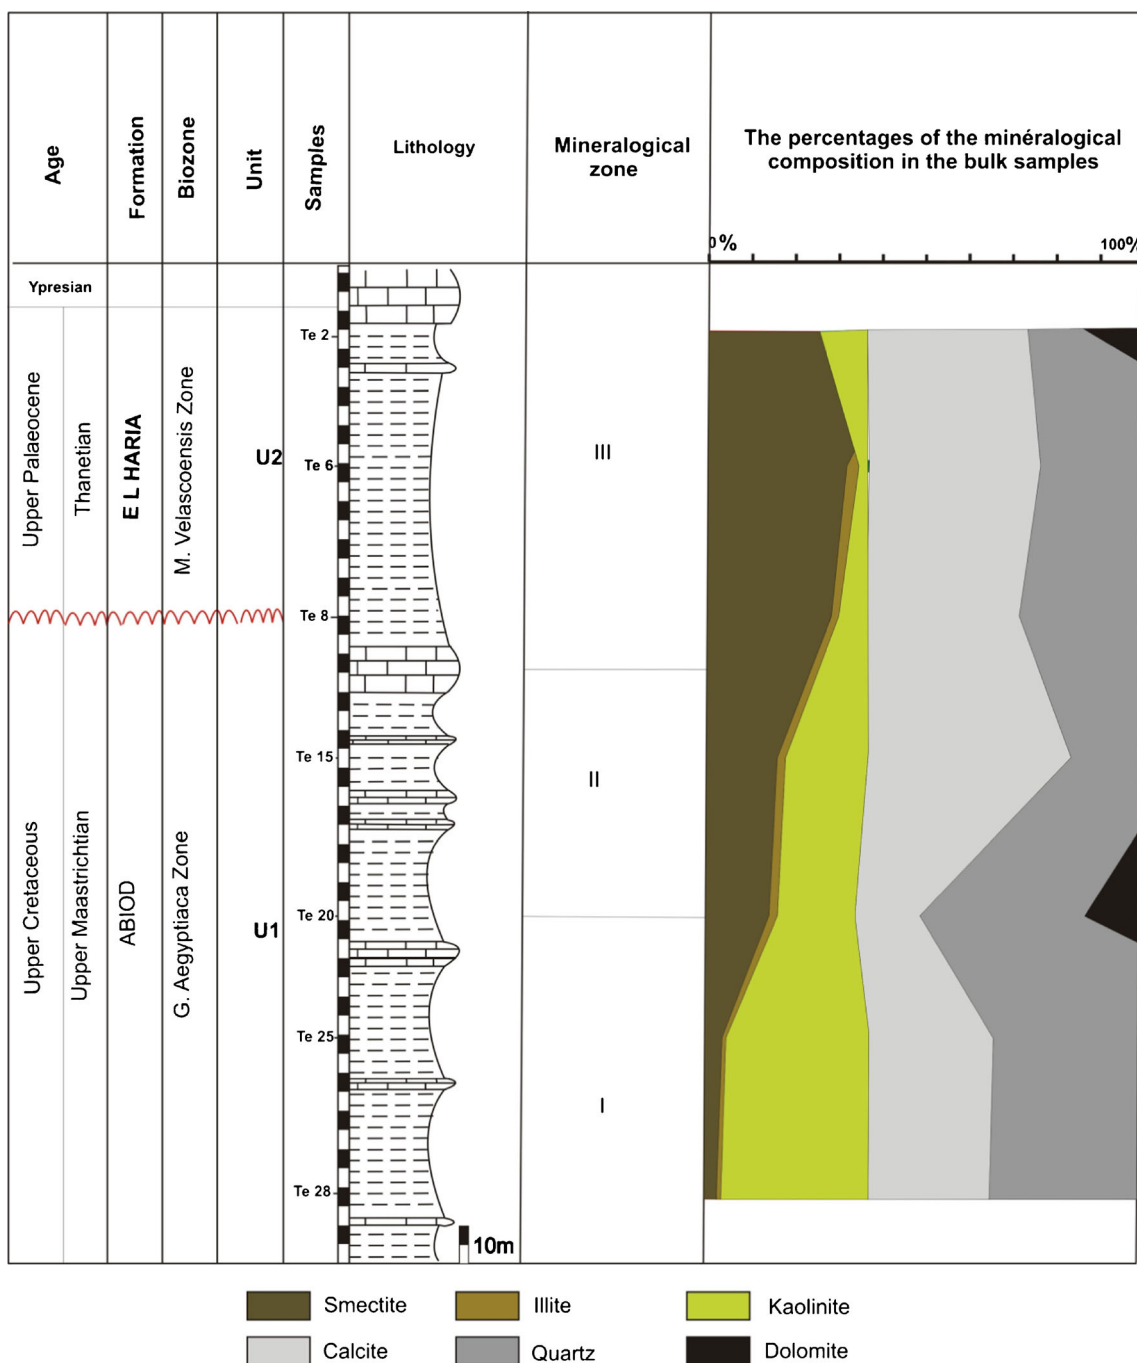 Age
Formation
Biozone
Unit
Samples
Lithology
Mineralogical
zone
The percentages of the minéralogical
composition in the bulk samples
0%
100%
Ypresian
Upper Palaeocene
Thanetian
E L HARIA
M. Velascoensis Zone
U2
Te 2
Te 6
Te 8
III
Upper Cretaceous
Upper Maastrichtian
ABIOD
G. Aegyptiaca Zone
U1
Te 15
Te 20
Te 25
Te 28
II
I
10m
Smectite
Illite
Kaolinite
Calcite
Quartz
Dolomite